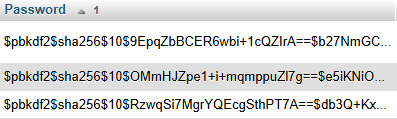 Password 1
$pbkdf2$sha256$10$9EpqZbBCER6wbi+1cQZIrA==$b27NmGC...
$pbkdf2$sha256$10$OMmHJZpe1+i+mqmppuZl7g==$e5iKNiO...
$pbkdf2$sha256$10$RzwqSi7MgrYQEcgSthPT7A==$db3Q+Kx...